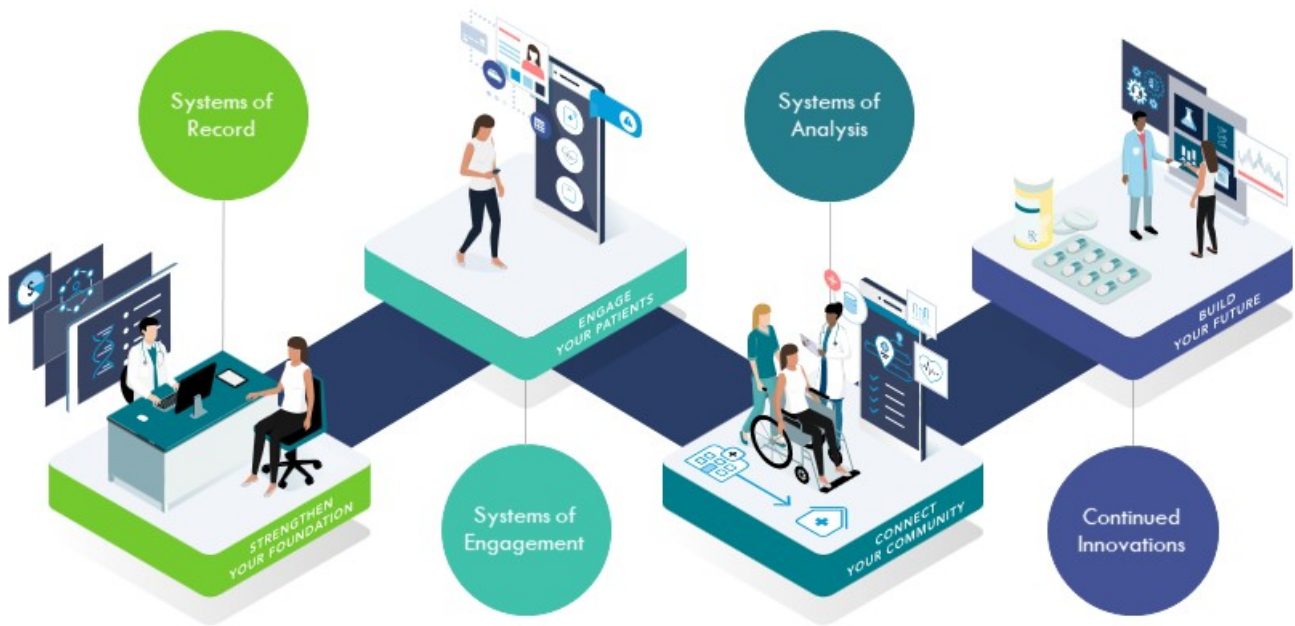 Systems of
Record
STRENGTHEN
YOUR FOUNDATION
ENGAGE
YOUR PATIENTS
Systems of
Engagement
Systems of
Analysis
CONNECT
YOUR COMMUNITY
BUILD
YOUR FUTURE
Continued
Innovations